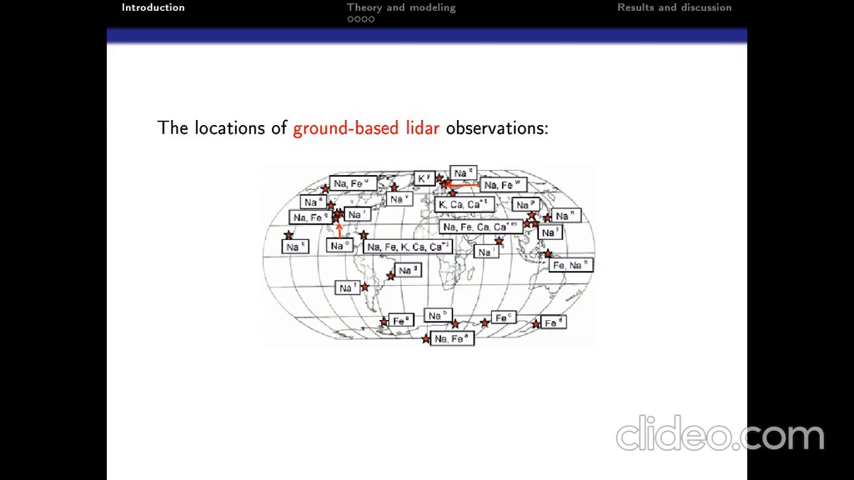 Introduction
Theory and modeling
Results and discussion
The locations of ground-based lidar observations:
Na, Fe
K
Na
Na, Fe
Na
Na
K, Ca, Ca+
Na
Na
Na, Fe
Na
Na, Fe, Ca, Ca+
Na
Na
Na
Na, Fe, K, Ca, Ca+
Na
Na
Fe, Na
Na
Fe
Na
Fe
Fe
Na, Fe
clideo.com